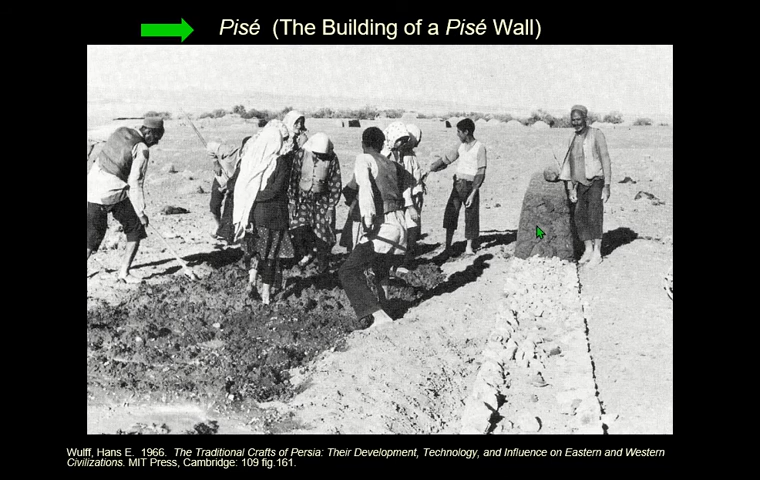 Pisé (The Building of a Pisé Wall)
Wulff, Hans E. 1966. The Traditional Crafts of Persia: Their Development, Technology, and Influence on Eastern and Western
Civilizations. MIT Press, Cambridge: 109 fig.161.